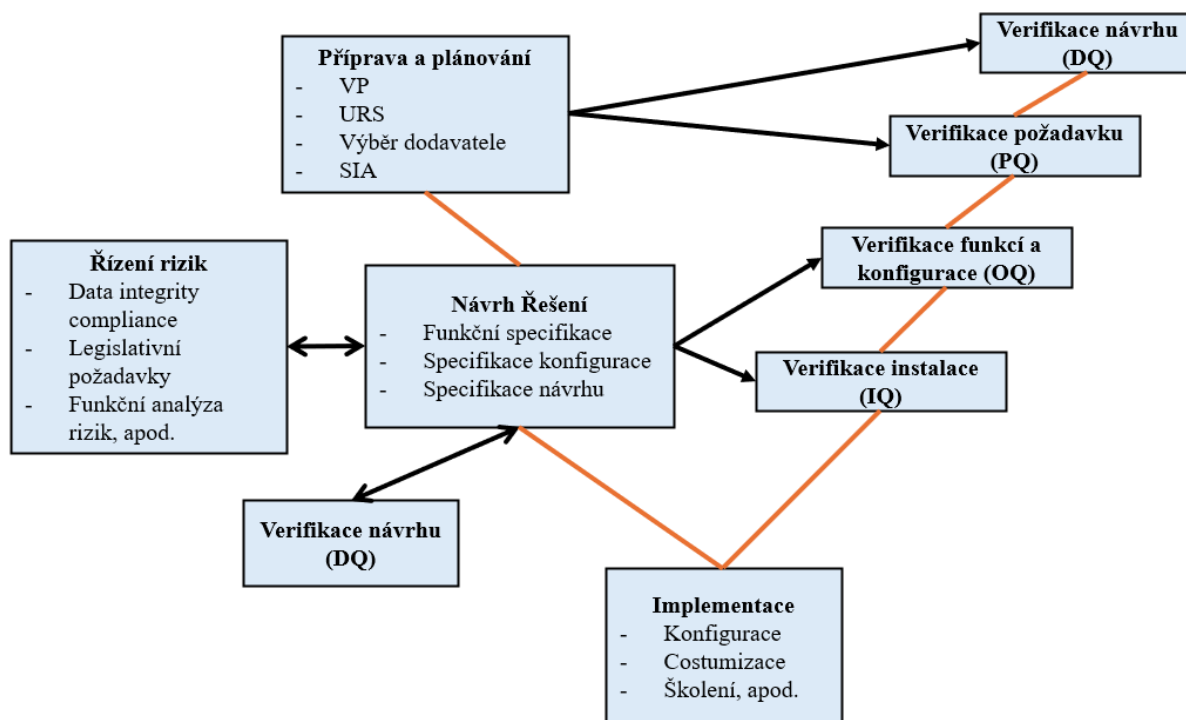 Příprava a plánování
- VP
- URS
- Výběr dodavatele
- SIA
Verifikace návrhu
(DQ)
Verifikace požadavku
(PQ)
Verifikace funkcí a
konfigurace (OQ)
Verifikace instalace
(IQ)
Řízení rizik
- Data integrity
compliance
- Legislativní
požadavky
- Funkční analýza
rizik, apod.
Návrh Řešení
- Funkční specifikace
- Specifikace konfigurace
- Specifikace návrhu
Verifikace návrhu
(DQ)
Implementace
- Konfigurace
- Costumizace
- Školení, apod.